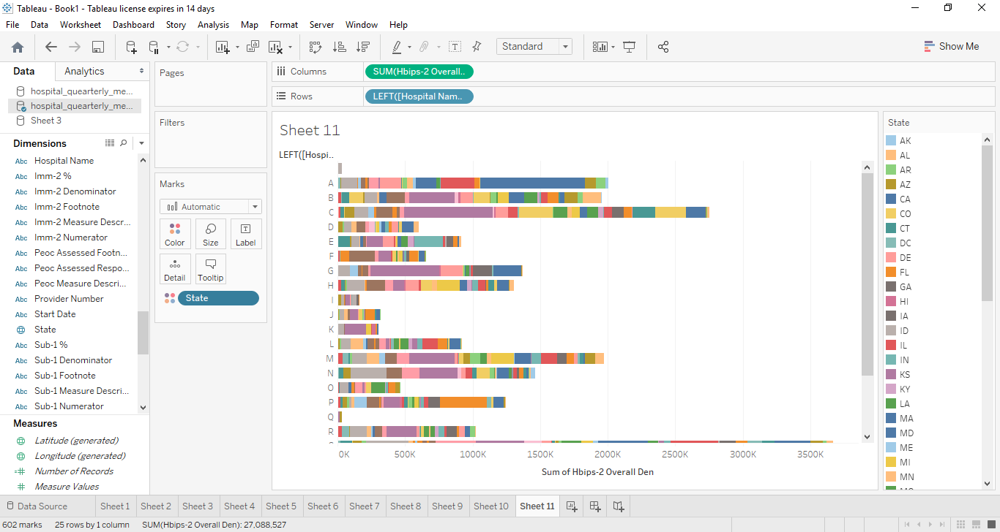 Tableau - Book1 - Tableau license expires in 14 days
File Data Worksheet Dashboard Story Analysis Map Format Server Window Help
Standard
Show Me
Data
Analytics
hospital_quearterly_me...
hospital_quearterly_me...
Sheet 3
Dimensions
Abc Hospital Name
Abc Imm-2 %
Abc Imm-2 Denominator
Abc Imm-2 Footnote
Abc Imm-2 Measure Descr...
Abc Imm-2 Numerator
Abc Peoc Assessed Footn...
Abc Peoc Assessed Respo...
Abc Peoc Measure Descri...
Abc Provider Number
Abc Start Date
State
Abc Sub-1 %
Abc Sub-1 Denominator
Abc Sub-1 Footnote
Abc Sub-1 Measure Descri...
Abc Sub-1 Numerator
Measures
Latitude (generated)
Longitude (generated)
Number of Records
Measure Values
Pages
Filters
Marks
Automatic
Color
Size
Label
Detail
Tooltip
State
Columns
SUM(Hbips-2 Overall..
Rows
LEFT([Hospital Nam..
Sheet 11
LEFT([Hospi..
A
B
C
D
E
F
G
H
I
J
K
L
M
N
O
P
Q
R
0K 500K 1000K 1500K 2000K 2500K 3000K 3500K
Sum of Hbips-2 Overall Den
State
AK
AL
AR
AZ
CA
CO
CT
DC
DE
FL
GA
HI
IA
ID
IL
IN
KS
KY
LA
MA
MD
ME
MI
MN
Data Source Sheet 1 Sheet 2 Sheet 3 Sheet 4 Sheet 5 Sheet 6 Sheet 7 Sheet 8 Sheet 9 Sheet 10 Sheet 11
602 marks 25 rows by 1 column SUM(Hbips-2 Overall Den): 27,088,527